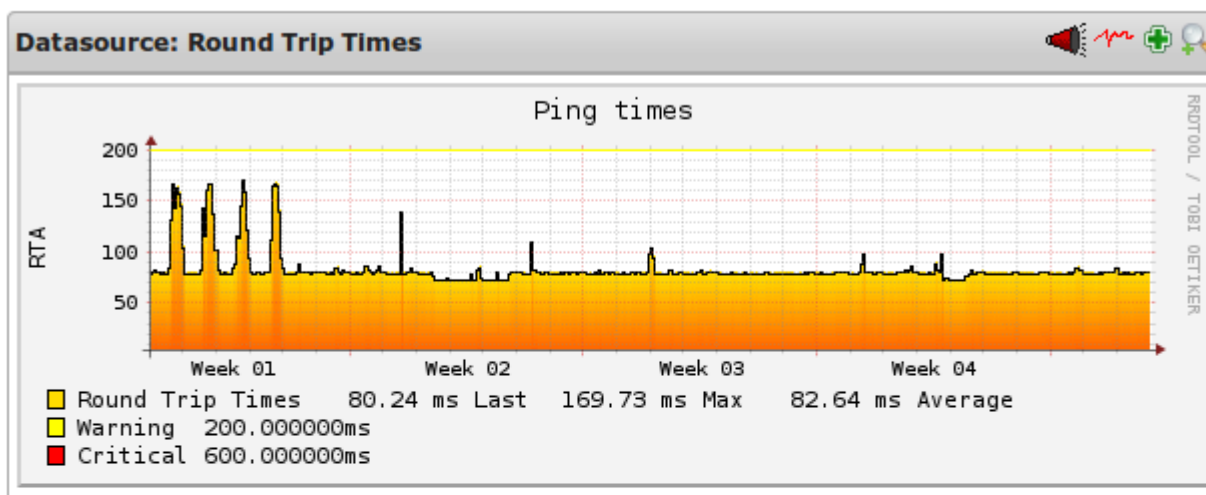 Datasource: Round Trip Times
Ping times
RRDTOOL / TOBI OETIKER
200
150
100
50
RTA
Week 01 Week 02 Week 03 Week 04
Round Trip Times 80.24 ms Last 169.73 ms Max 82.64 ms Average
Warning 200.000000ms
Critical 600.000000ms